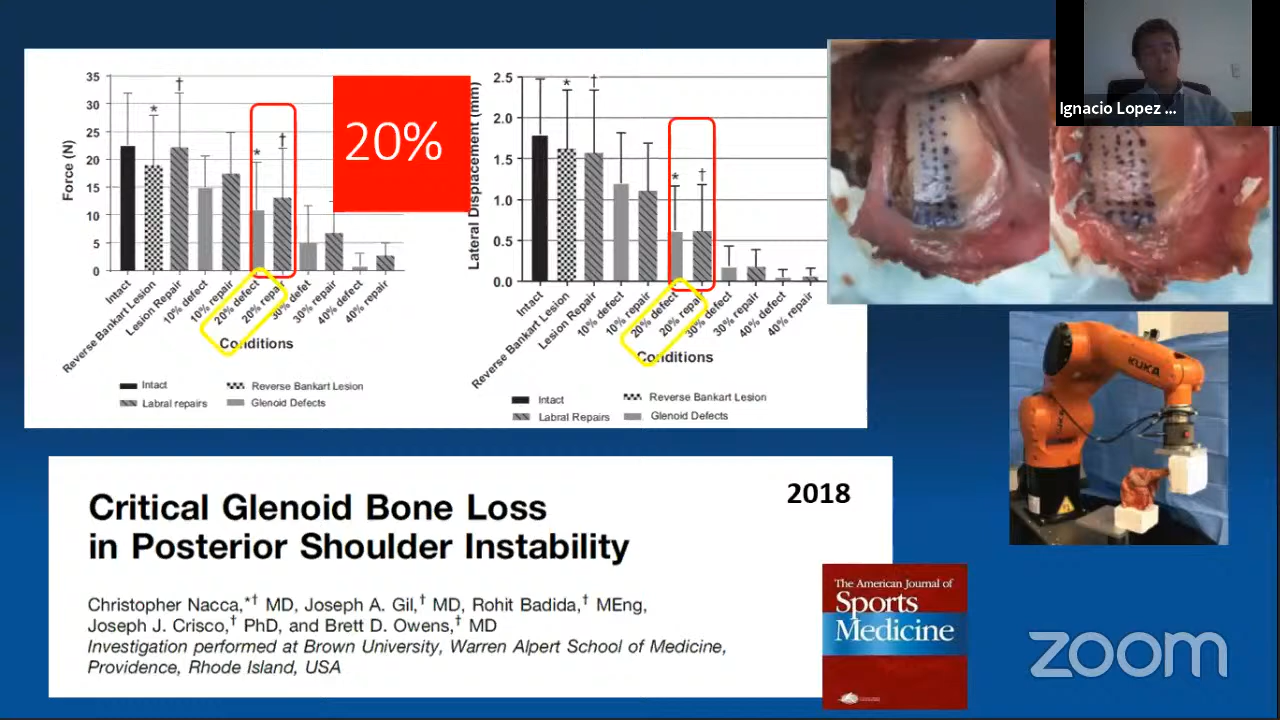 35
30
25
20
15
10
5
0
Force (N)
*
†
*
†
Intact
Reverse Bankart Lesion
Lesion Repair
10% defect
10% repair
20% defect
20% repair
30% defet
30% repair
40% defect
40% repair
Conditions
Intact
Reverse Bankart Lesion
Labral repairs
Glenoid Defects
20%
2.5
2.0
1.5
1.0
0.5
0.0
Lateral Displacement (mm)
*
†
*
†
Intact
Reverse Bankart Lesion
Lesion Repair
10% defect
10% repair
20% defect
20% repair
30% defect
30% repair
40% defect
40% repair
Conditions
Intact
Reverse Bankart Lesion
Labral Repairs
Glenoid Defects
Ignacio Lopez ...
KUKA
Critical Glenoid Bone Loss
in Posterior Shoulder Instability
2018
Christopher Nacca,*† MD, Joseph A. Gil,† MD, Rohit Badida,† MEng,
Joseph J. Crisco,† PhD, and Brett D. Owens,† MD
Investigation performed at Brown University, Warren Alpert School of Medicine,
Providence, Rhode Island, USA
The American Journal of
Sports
Medicine
zoom